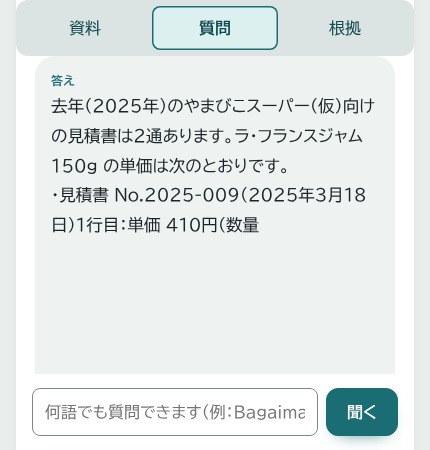 資料
質問
根拠
答え
去年(2025年)のやまびこスーパー(仮)向け
の見積書は2通あります。ラ・フランスジャム
150g の単価は次のとおりです。
・見積書 No.2025-009(2025年3月18
日)1行目:単価 410円(数量
何語でも質問できます(例:Bagaima
聞く